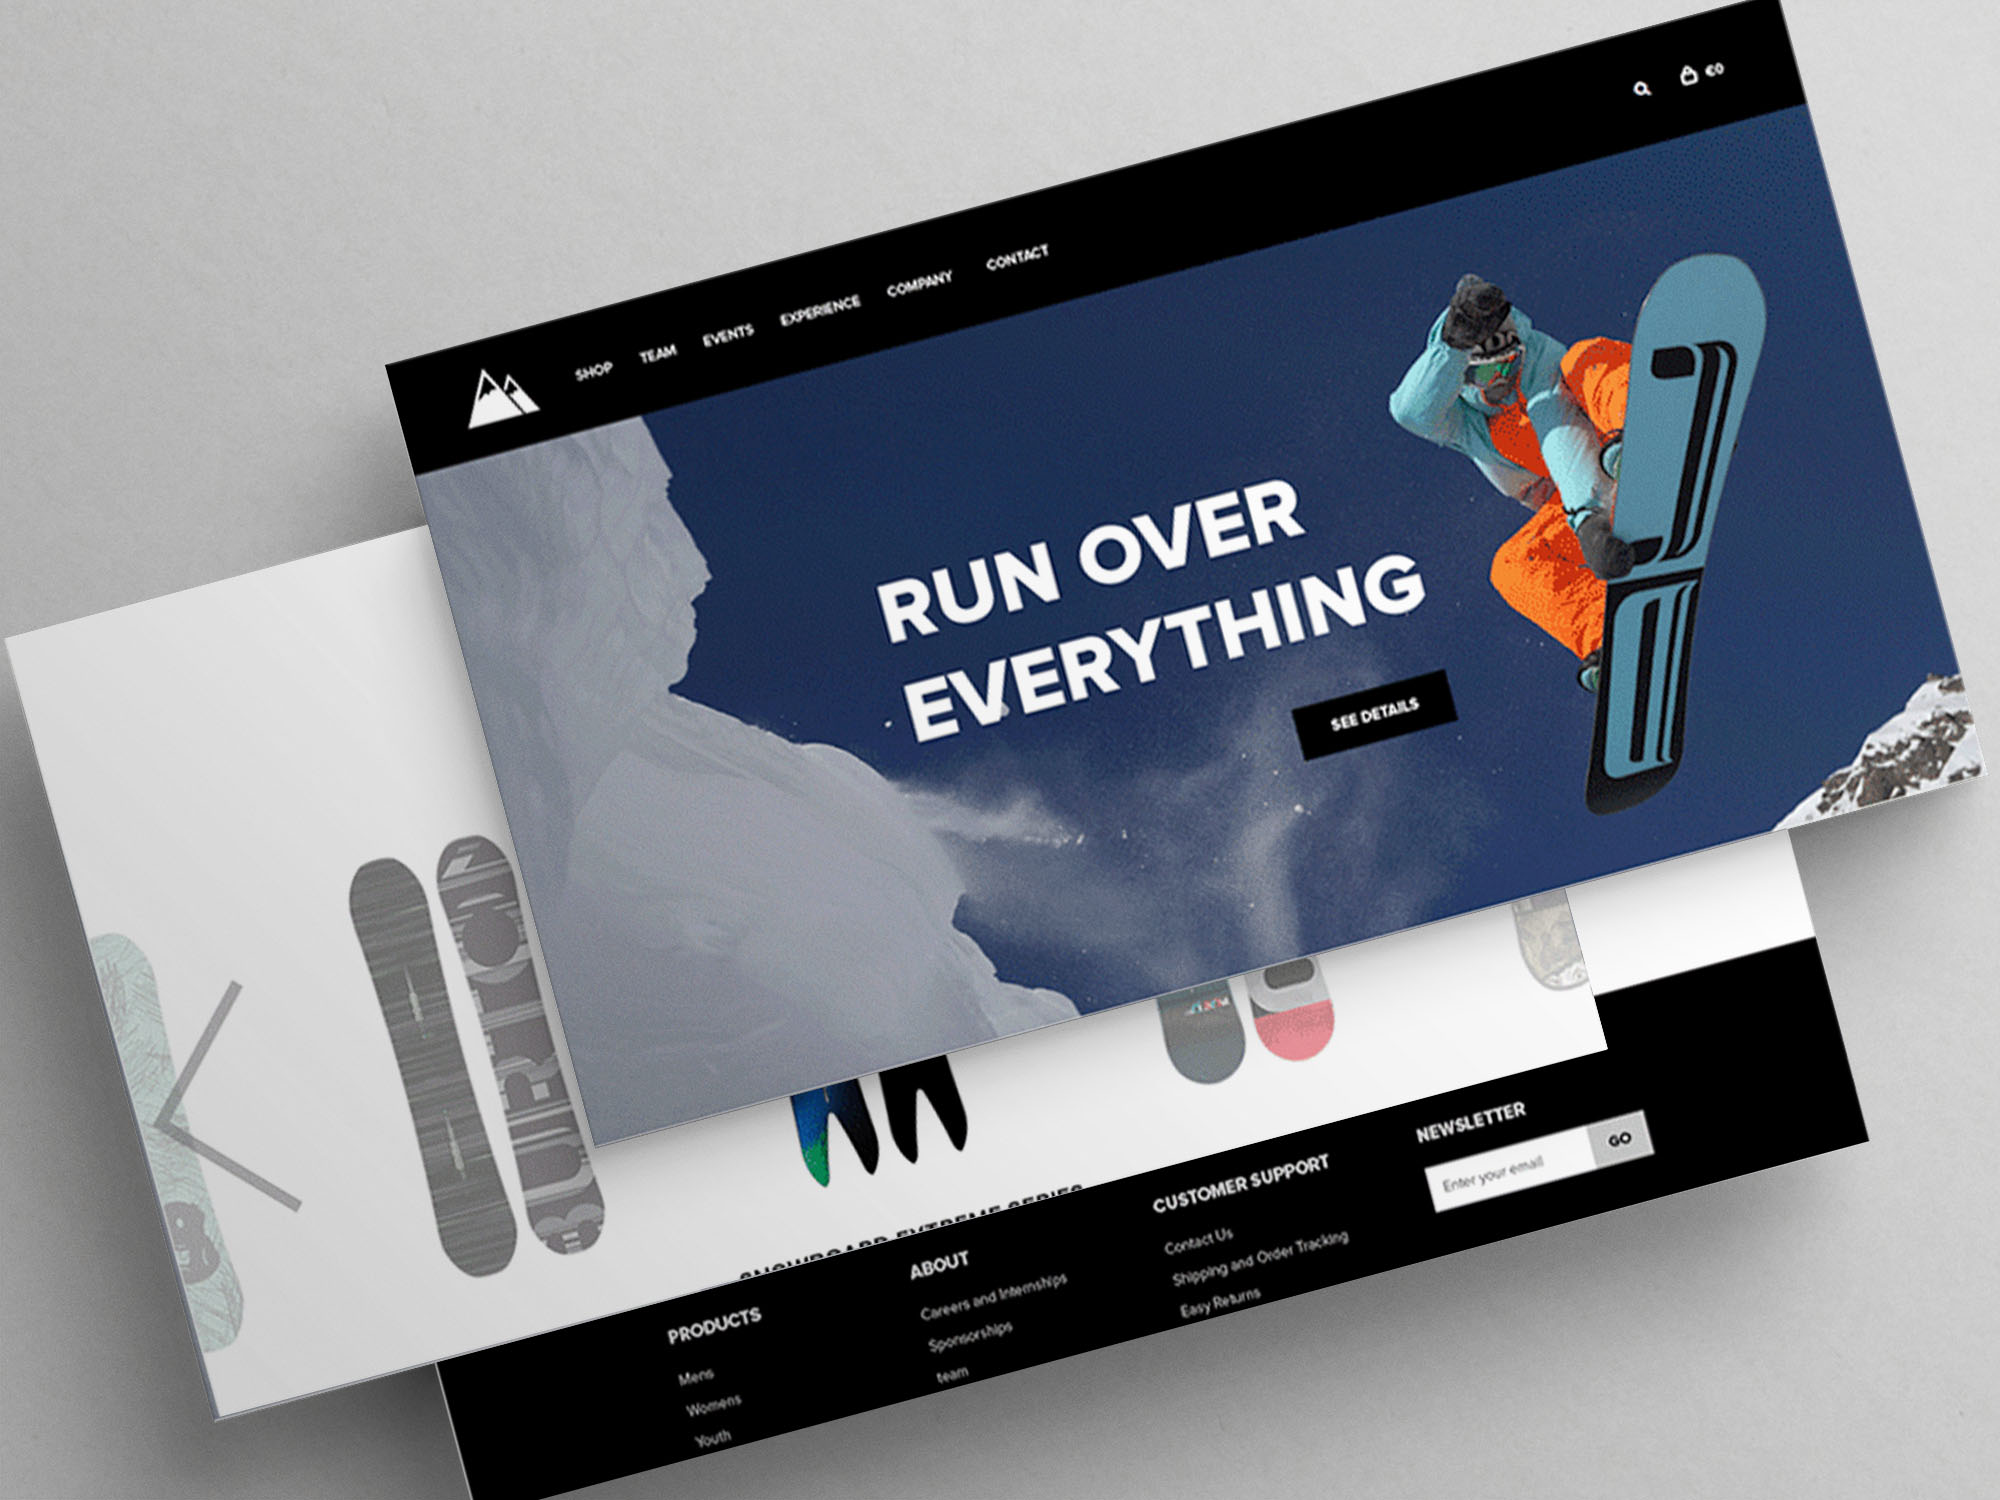 SHOP TEAM EVENTS EXPERIENCE COMPANY CONTACT
€0
RUN OVER
EVERYTHING
SEE DETAILS
BURTON
SNOWBOARD EXTREME SERIES
PRODUCTS
Mens
Womens
Youth
ABOUT
Careers and Internships
Sponsorships
team
CUSTOMER SUPPORT
Contact Us
Shipping and Order Tracking
Easy Returns
NEWSLETTER
Enter your email
GO